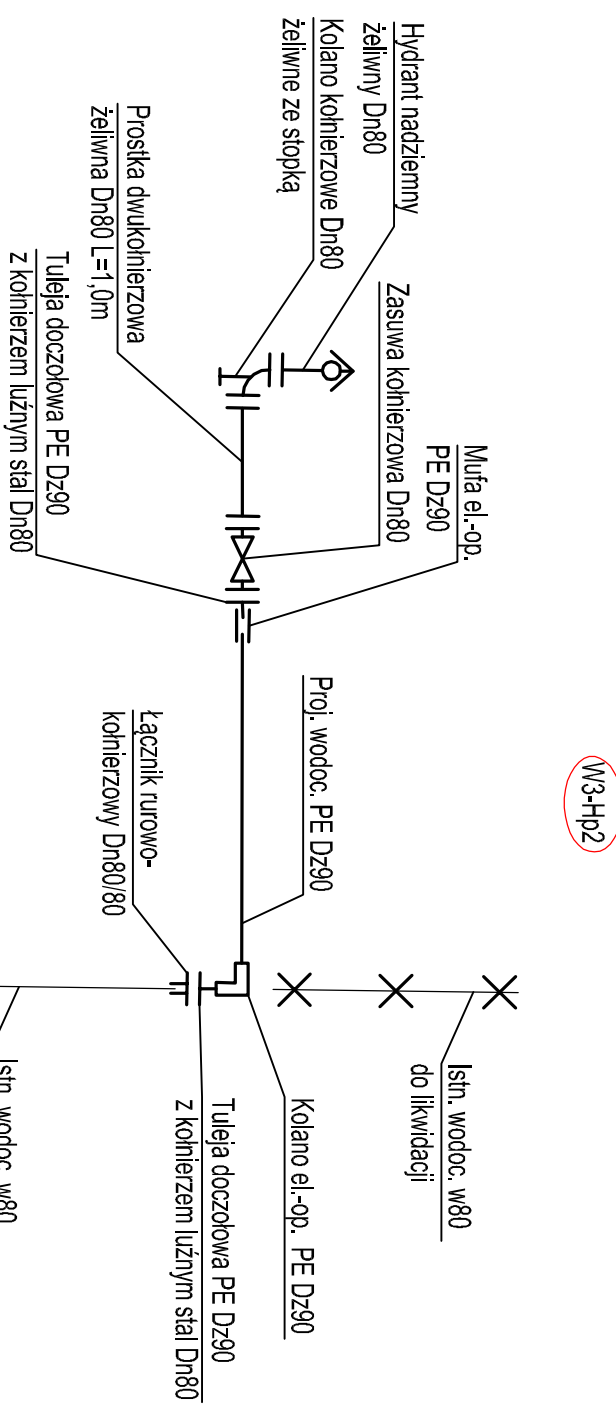 W3-Hp2
Hydrant nadziemny
żeliwny Dn80
Kolano kołnierzowe Dn80
żeliwne ze stopką
Zasuwa kołnierzowa Dn80
Mufa el.-op.
PE Dz90
Prostka dwukołnierzowa
żeliwna Dn80 L=1,0m
Tuleja doczołowa PE Dz90
z kołnierzem luźnym stal Dn80
Proj. wodoc. PE Dz90
Łącznik rurowo-
kołnierzowy Dn80/80
Istn. wodoc. w80
do likwidacji
Kolano el.-op. PE Dz90
Tuleja doczołowa PE Dz90
z kołnierzem luźnym stal Dn80
Istn. wodoc. w80